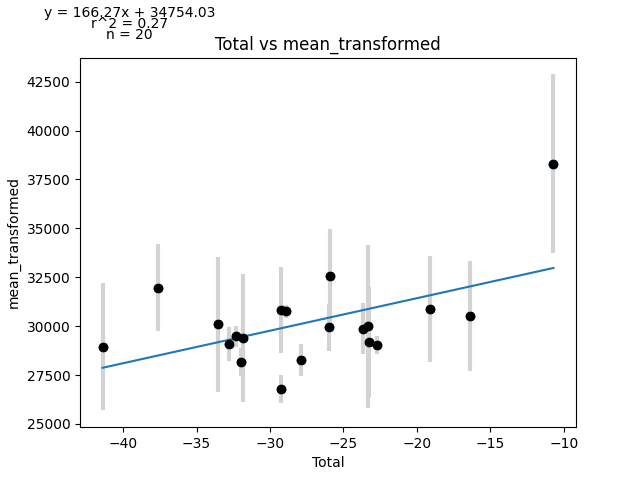 y = 166.27x + 34754.03
r^2 = 0.27
n = 20
Total vs mean_transformed
42500
40000
37500
35000
32500
30000
27500
25000
mean_transformed
−40
−35
−30
−25
−20
−15
−10
Total